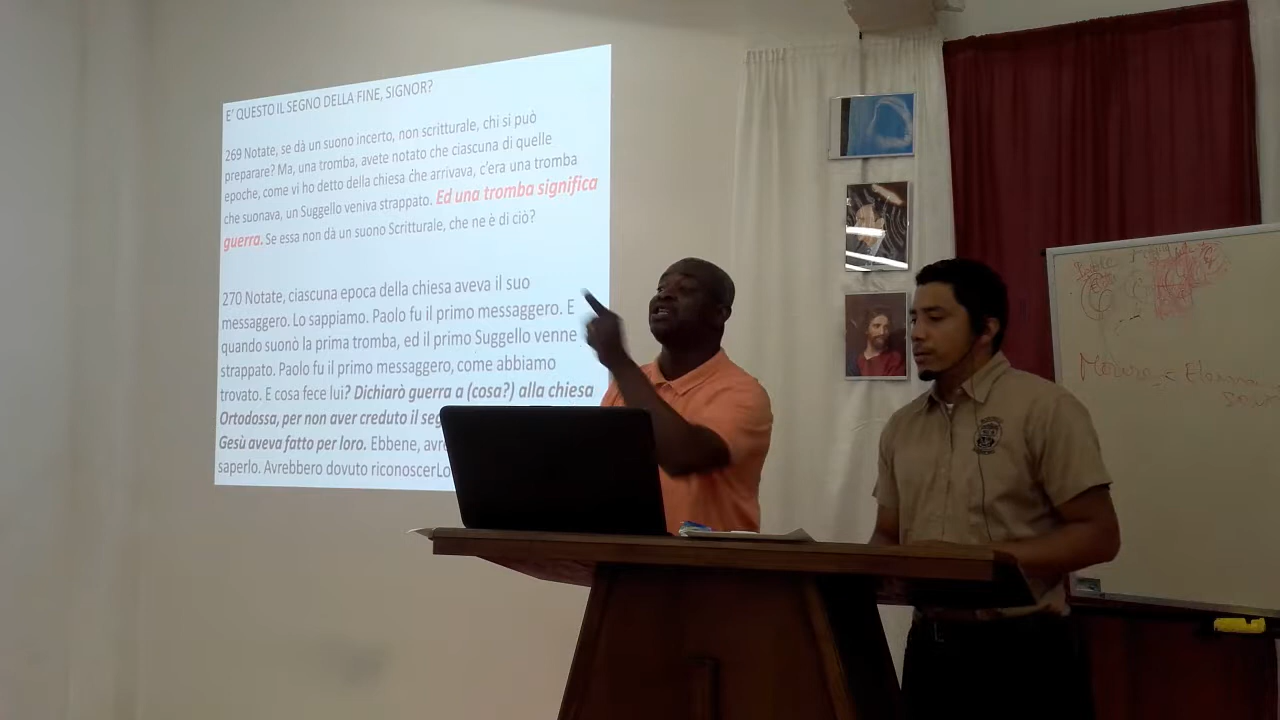 E' QUESTO IL SEGNO DELLA FINE, SIGNOR?
269 Notate, se dà un suono incerto, non scritturale, chi si può
preparare? Ma, una tromba, avete notato che ciascuna di quelle
epoche, come vi ho detto della chiesa che arrivava, c'era una tromba
che suonava, un Suggello veniva strappato. Ed una tromba significa
guerra. Se essa non dà un suono Scritturale, che ne è di ciò?
270 Notate, ciascuna epoca della chiesa aveva il suo
messaggero. Lo sappiamo. Paolo fu il primo messaggero. E
quando suonò la prima tromba, ed il primo Suggello venne
strappato. Paolo fu il primo messaggero, come abbiamo
trovato. E cosa fece lui? Dichiarò guerra a (cosa?) alla chiesa
Ortodossa, per non aver creduto il
Gesù aveva fatto per loro. Ebbene,
saperlo. Avrebbero dovuto riconoscerLo